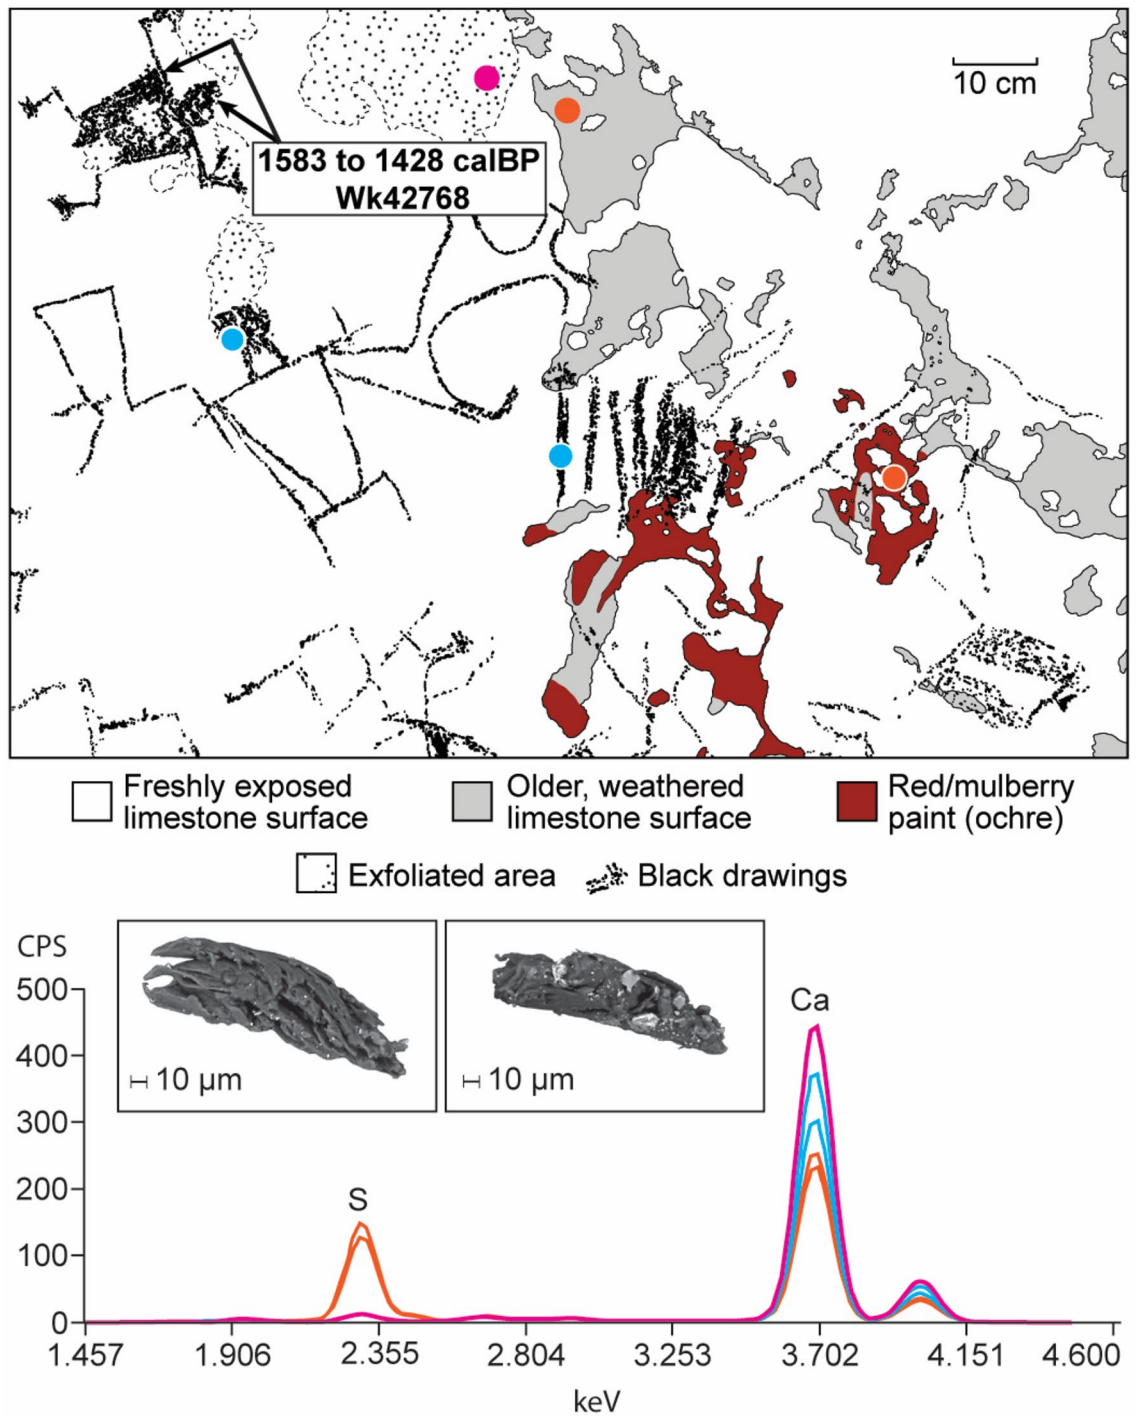 10 cm
1583 to 1428 calBP
Wk42768
Freshly exposed
limestone surface
Older, weathered
limestone surface
Red/mulberry
paint (ochre)
Exfoliated area
Black drawings
CPS
500
400
300
200
100
0
10 µm
10 µm
S
Ca
1.457
1.906
2.355
2.804
3.253
3.702
4.151
4.600
keV